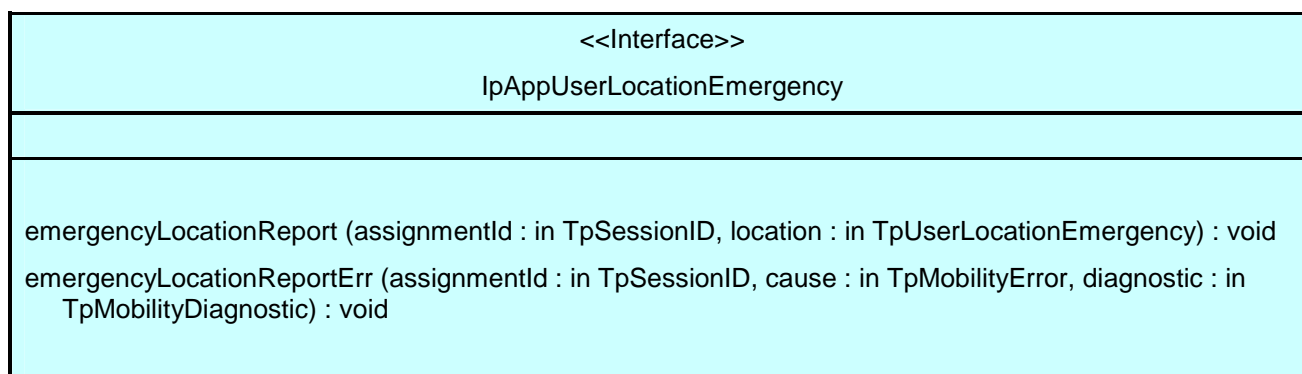 <<Interface>>
IpAppUserLocationEmergency
emergencyLocationReport (assignmentId : in TpSessionID, location : in TpUserLocationEmergency) : void
emergencyLocationReportErr (assignmentId : in TpSessionID, cause : in TpMobilityError, diagnostic : in
TpMobilityDiagnostic) : void